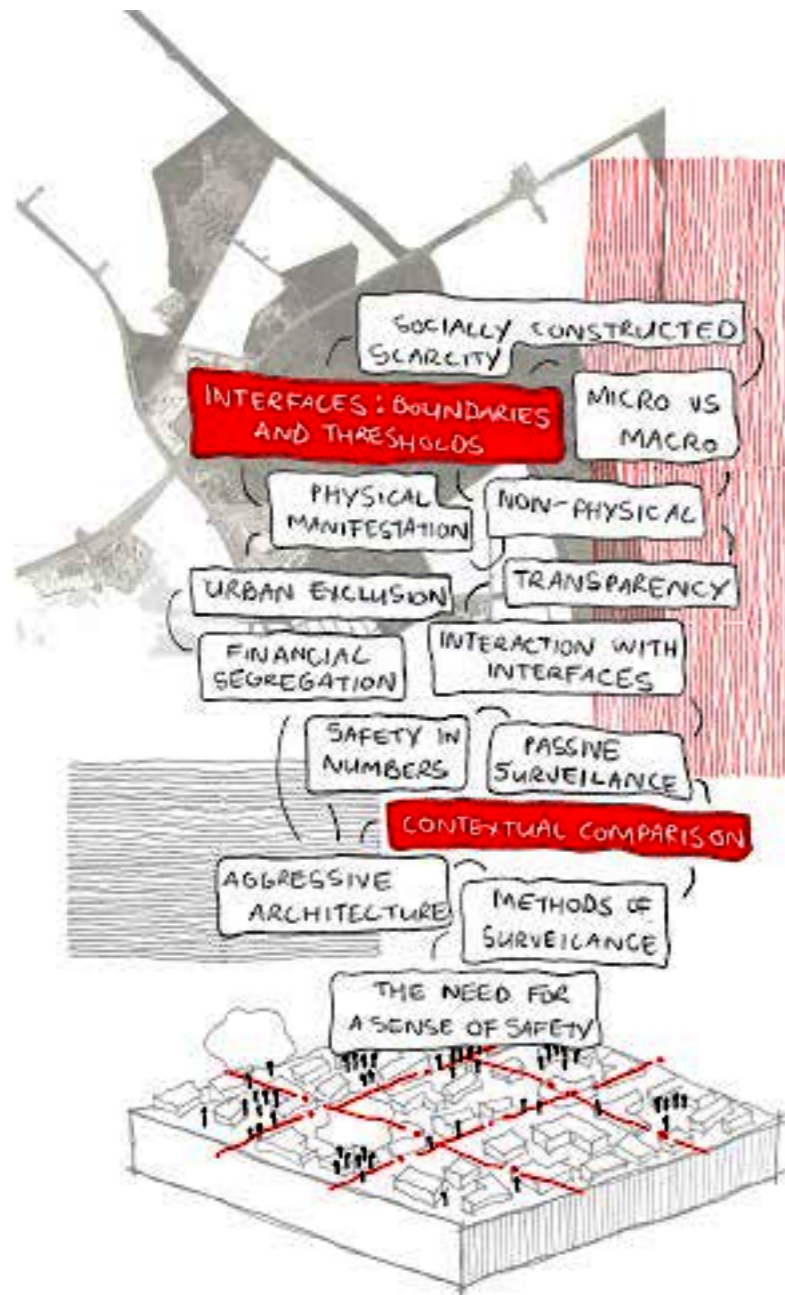 SOCIALLY CONSTRUCTED
SCARCITY
INTERFACES: BOUNDARIES
AND THRESHOLDS
MICRO VS
MACRO
PHYSICAL
MANIFESTATION
NON-PHYSICAL
URBAN EXCLUSION
TRANSPARENCY
FINANCIAL
SEGREGATION
INTERACTION WITH
INTERFACES
SAFETY IN
NUMBERS
PASSIVE
SURVEILANCE
CONTEXTUAL COMPARISON
AGGRESSIVE
ARCHITECTURE
METHODS OF
SURVEILANCE
THE NEED FOR
A SENSE OF SAFETY